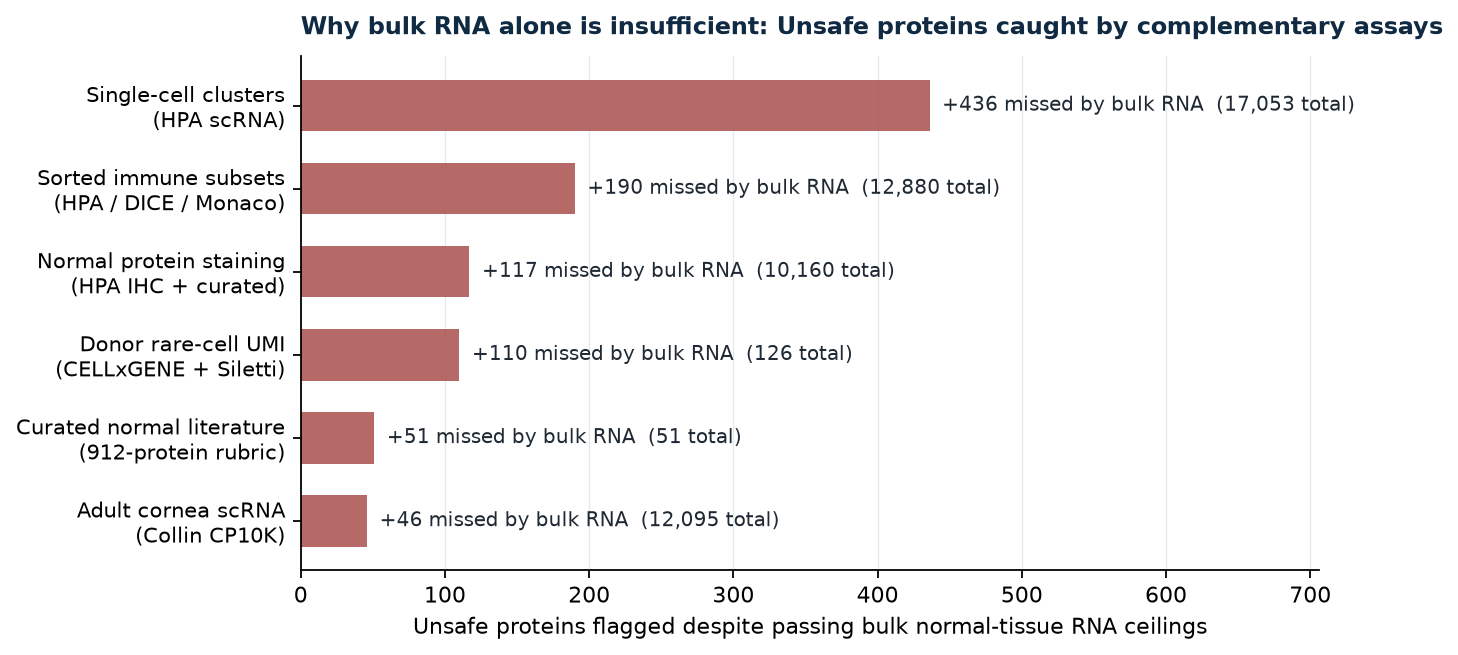 Why bulk RNA alone is insufficient: Unsafe proteins caught by complementary assays
Single-cell clusters
(HPA scRNA)
+436 missed by bulk RNA  (17,053 total)
Sorted immune subsets
(HPA / DICE / Monaco)
+190 missed by bulk RNA  (12,880 total)
Normal protein staining
(HPA IHC + curated)
+117 missed by bulk RNA  (10,160 total)
Donor rare-cell UMI
(CELLxGENE + Siletti)
+110 missed by bulk RNA  (126 total)
Curated normal literature
(912-protein rubric)
+51 missed by bulk RNA  (51 total)
Adult cornea scRNA
(Collin CP10K)
+46 missed by bulk RNA  (12,095 total)
0 100 200 300 400 500 600 700
Unsafe proteins flagged despite passing bulk normal-tissue RNA ceilings